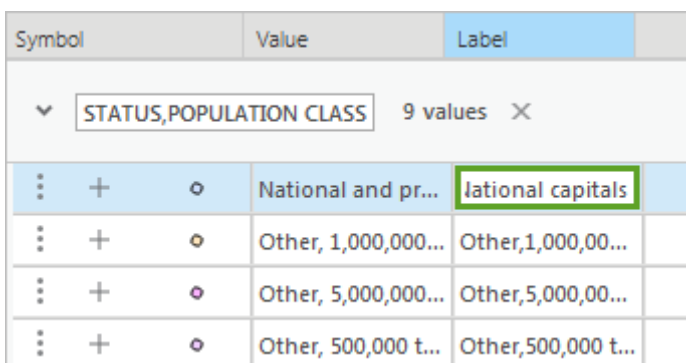 Symbol Value Label
STATUS,POPULATION CLASS 9 values
National and pr... National capitals
Other, 1,000,000... Other,1,000,00...
Other, 5,000,000... Other,5,000,00...
Other, 500,000 t... Other,500,000 t...